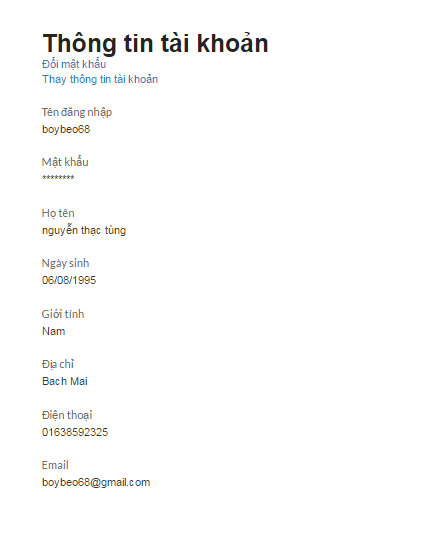 Thông tin tài khoản
Đổi mật khẩu
Thay thông tin tài khoản
Tên đăng nhập
boybeo68
Mật khẩu
********
Họ tên
nguyễn thạc tùng
Ngày sinh
06/08/1995
Giới tính
Nam
Địa chỉ
Bach Mai
Điện thoại
01638592325
Email
boybeo68@gmail.com